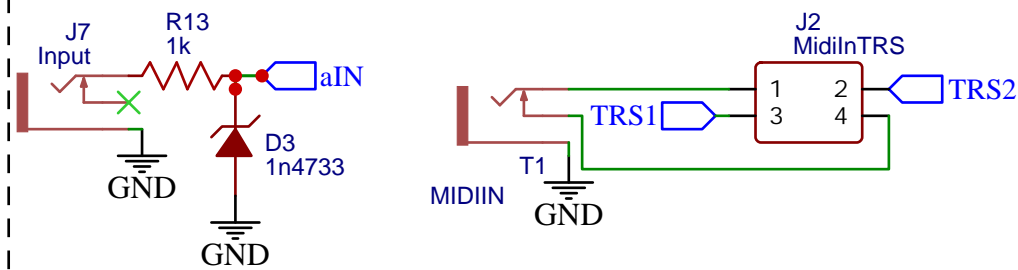 J7
Input
R13
1k
aIN
D3
1n4733
GND
GND
J2
MidiInTRS
1
2
3
4
TRS1
TRS2
T1
MIDIIN
GND